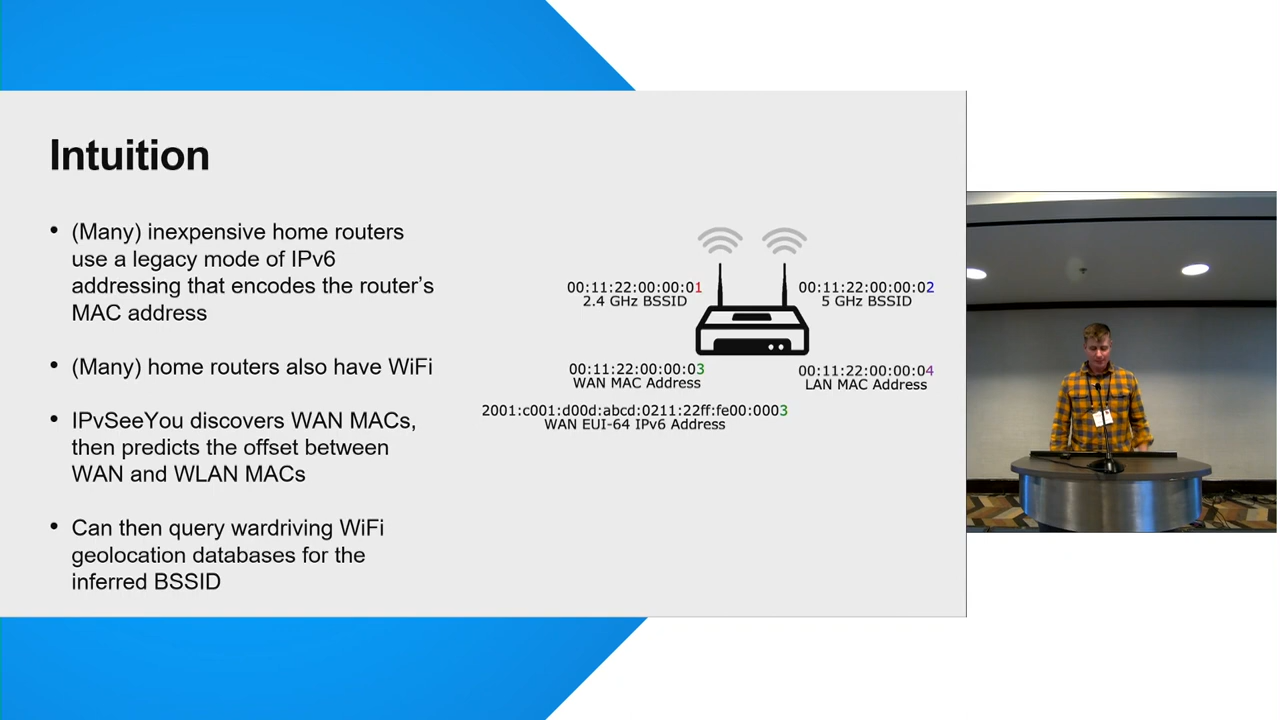 Intuition
• (Many) inexpensive home routers
use a legacy mode of IPv6
addressing that encodes the router’s
MAC address
• (Many) home routers also have WiFi
• IPvSeeYou discovers WAN MACs,
then predicts the offset between
WAN and WLAN MACs
• Can then query wardriving WiFi
geolocation databases for the
inferred BSSID
00:11:22:00:00:01
2.4 GHz BSSID
00:11:22:00:00:02
5 GHz BSSID
00:11:22:00:00:03
WAN MAC Address
00:11:22:00:00:04
LAN MAC Address
2001:c001:d00d:abcd:0211:22ff:fe00:0003
WAN EUI-64 IPv6 Address